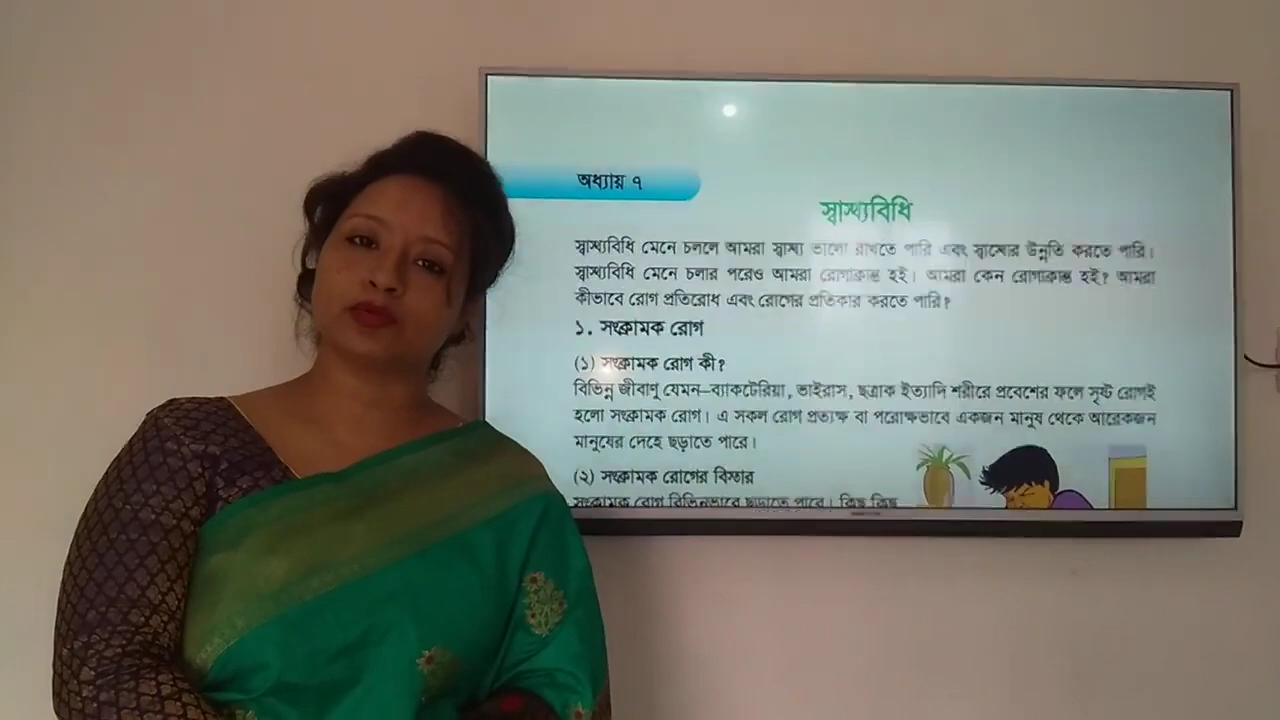 অধ্যায় ৭
স্বাস্থ্যবিধি
স্বাস্থ্যবিধি মেনে চললে আমরা স্বাস্থ্য ভালো রাখতে পারি এবং স্বাস্থ্যের উন্নতি করতে পারি।
স্বাস্থ্যবিধি মেনে চলার পরেও আমরা রোগাক্রান্ত হই। আমরা কেন রোগাক্রান্ত হই? আমরা
কীভাবে রোগ প্রতিরোধ এবং রোগের প্রতিকার করতে পারি?
১. সংক্রামক রোগ
(১) সংক্রামক রোগ কী?
বিভিন্ন জীবাণু যেমন–ব্যাকটেরিয়া, ভাইরাস, ছত্রাক ইত্যাদি শরীরে প্রবেশের ফলে সৃষ্ট রোগই
হলো সংক্রামক রোগ। এ সকল রোগ প্রত্যক্ষ বা পরোক্ষভাবে একজন মানুষ থেকে আরেকজন
মানুষের দেহে ছড়াতে পারে।
(২) সংক্রামক রোগের বিস্তার
সংক্রামক রোগ বিভিন্নভাবে ছড়াতে পারে। কিছু কিছু